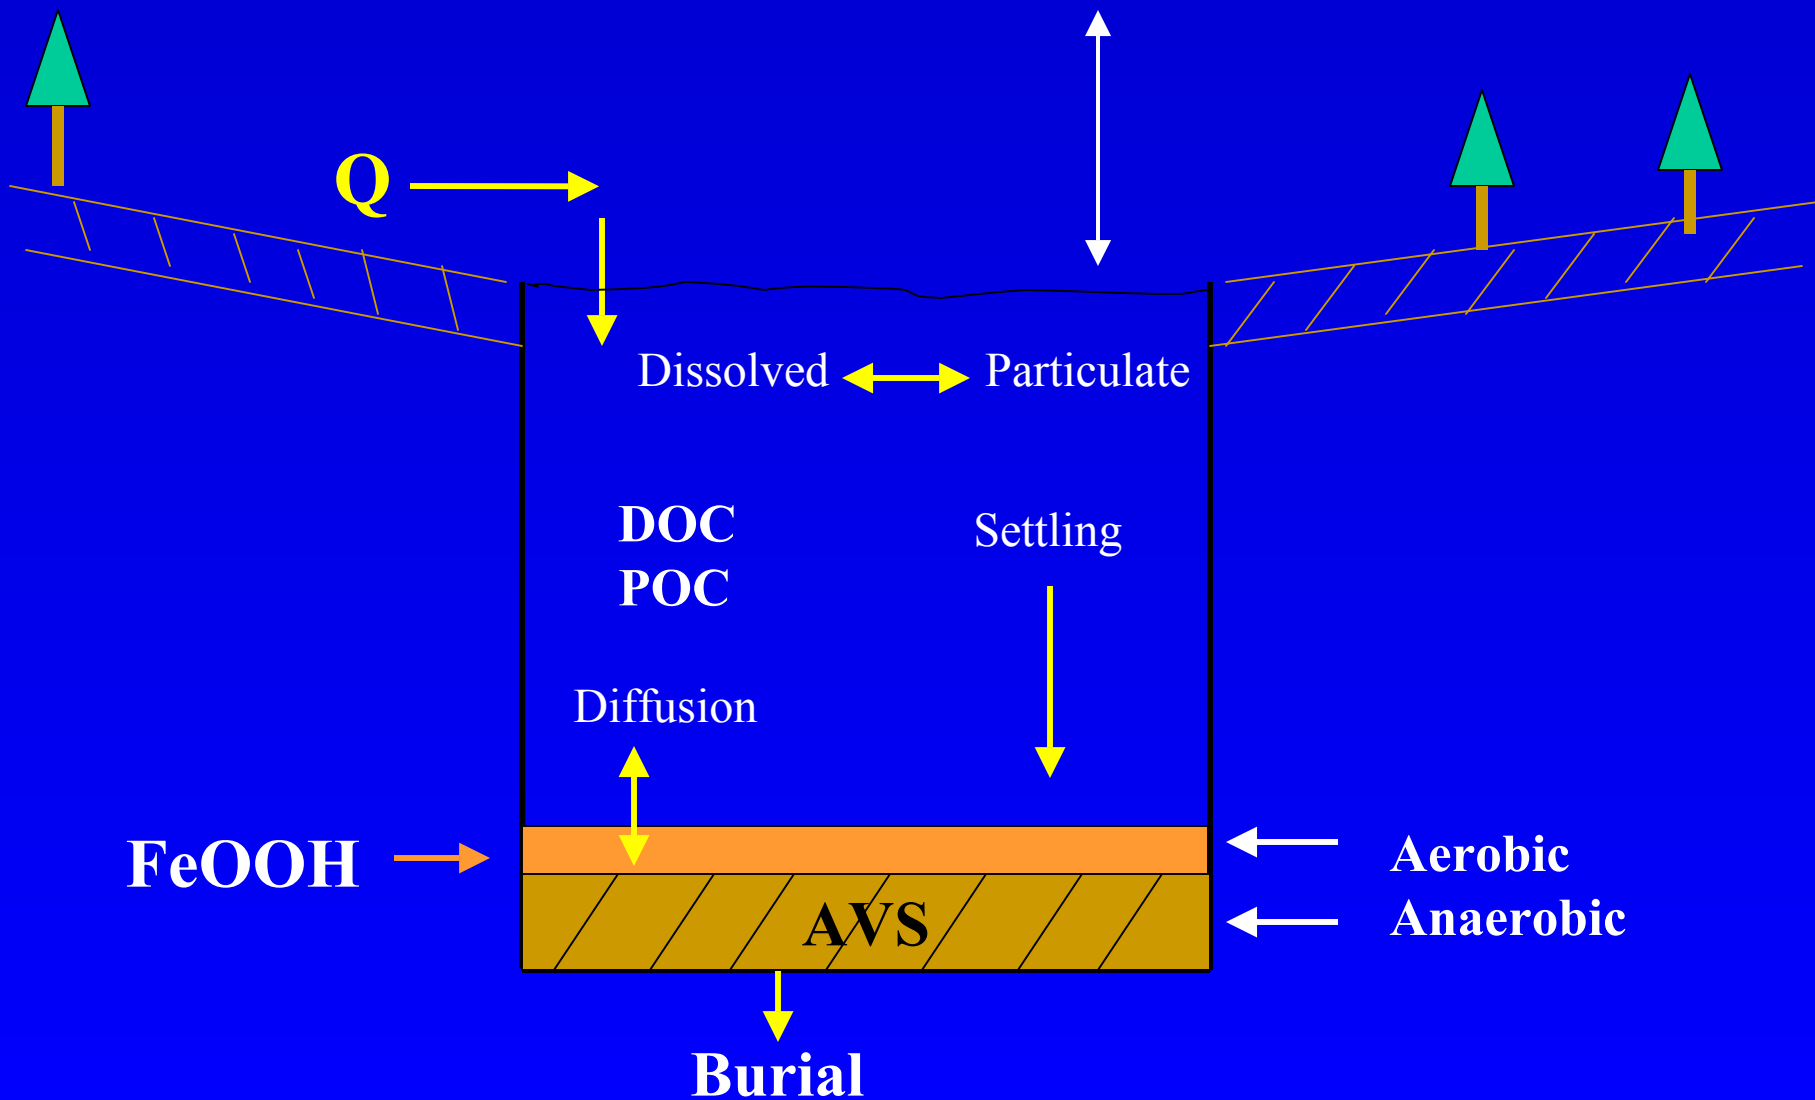 Q
Dissolved
Particulate
DOC
POC
Settling
Diffusion
FeOOH
Aerobic
AVS
Anaerobic
Burial